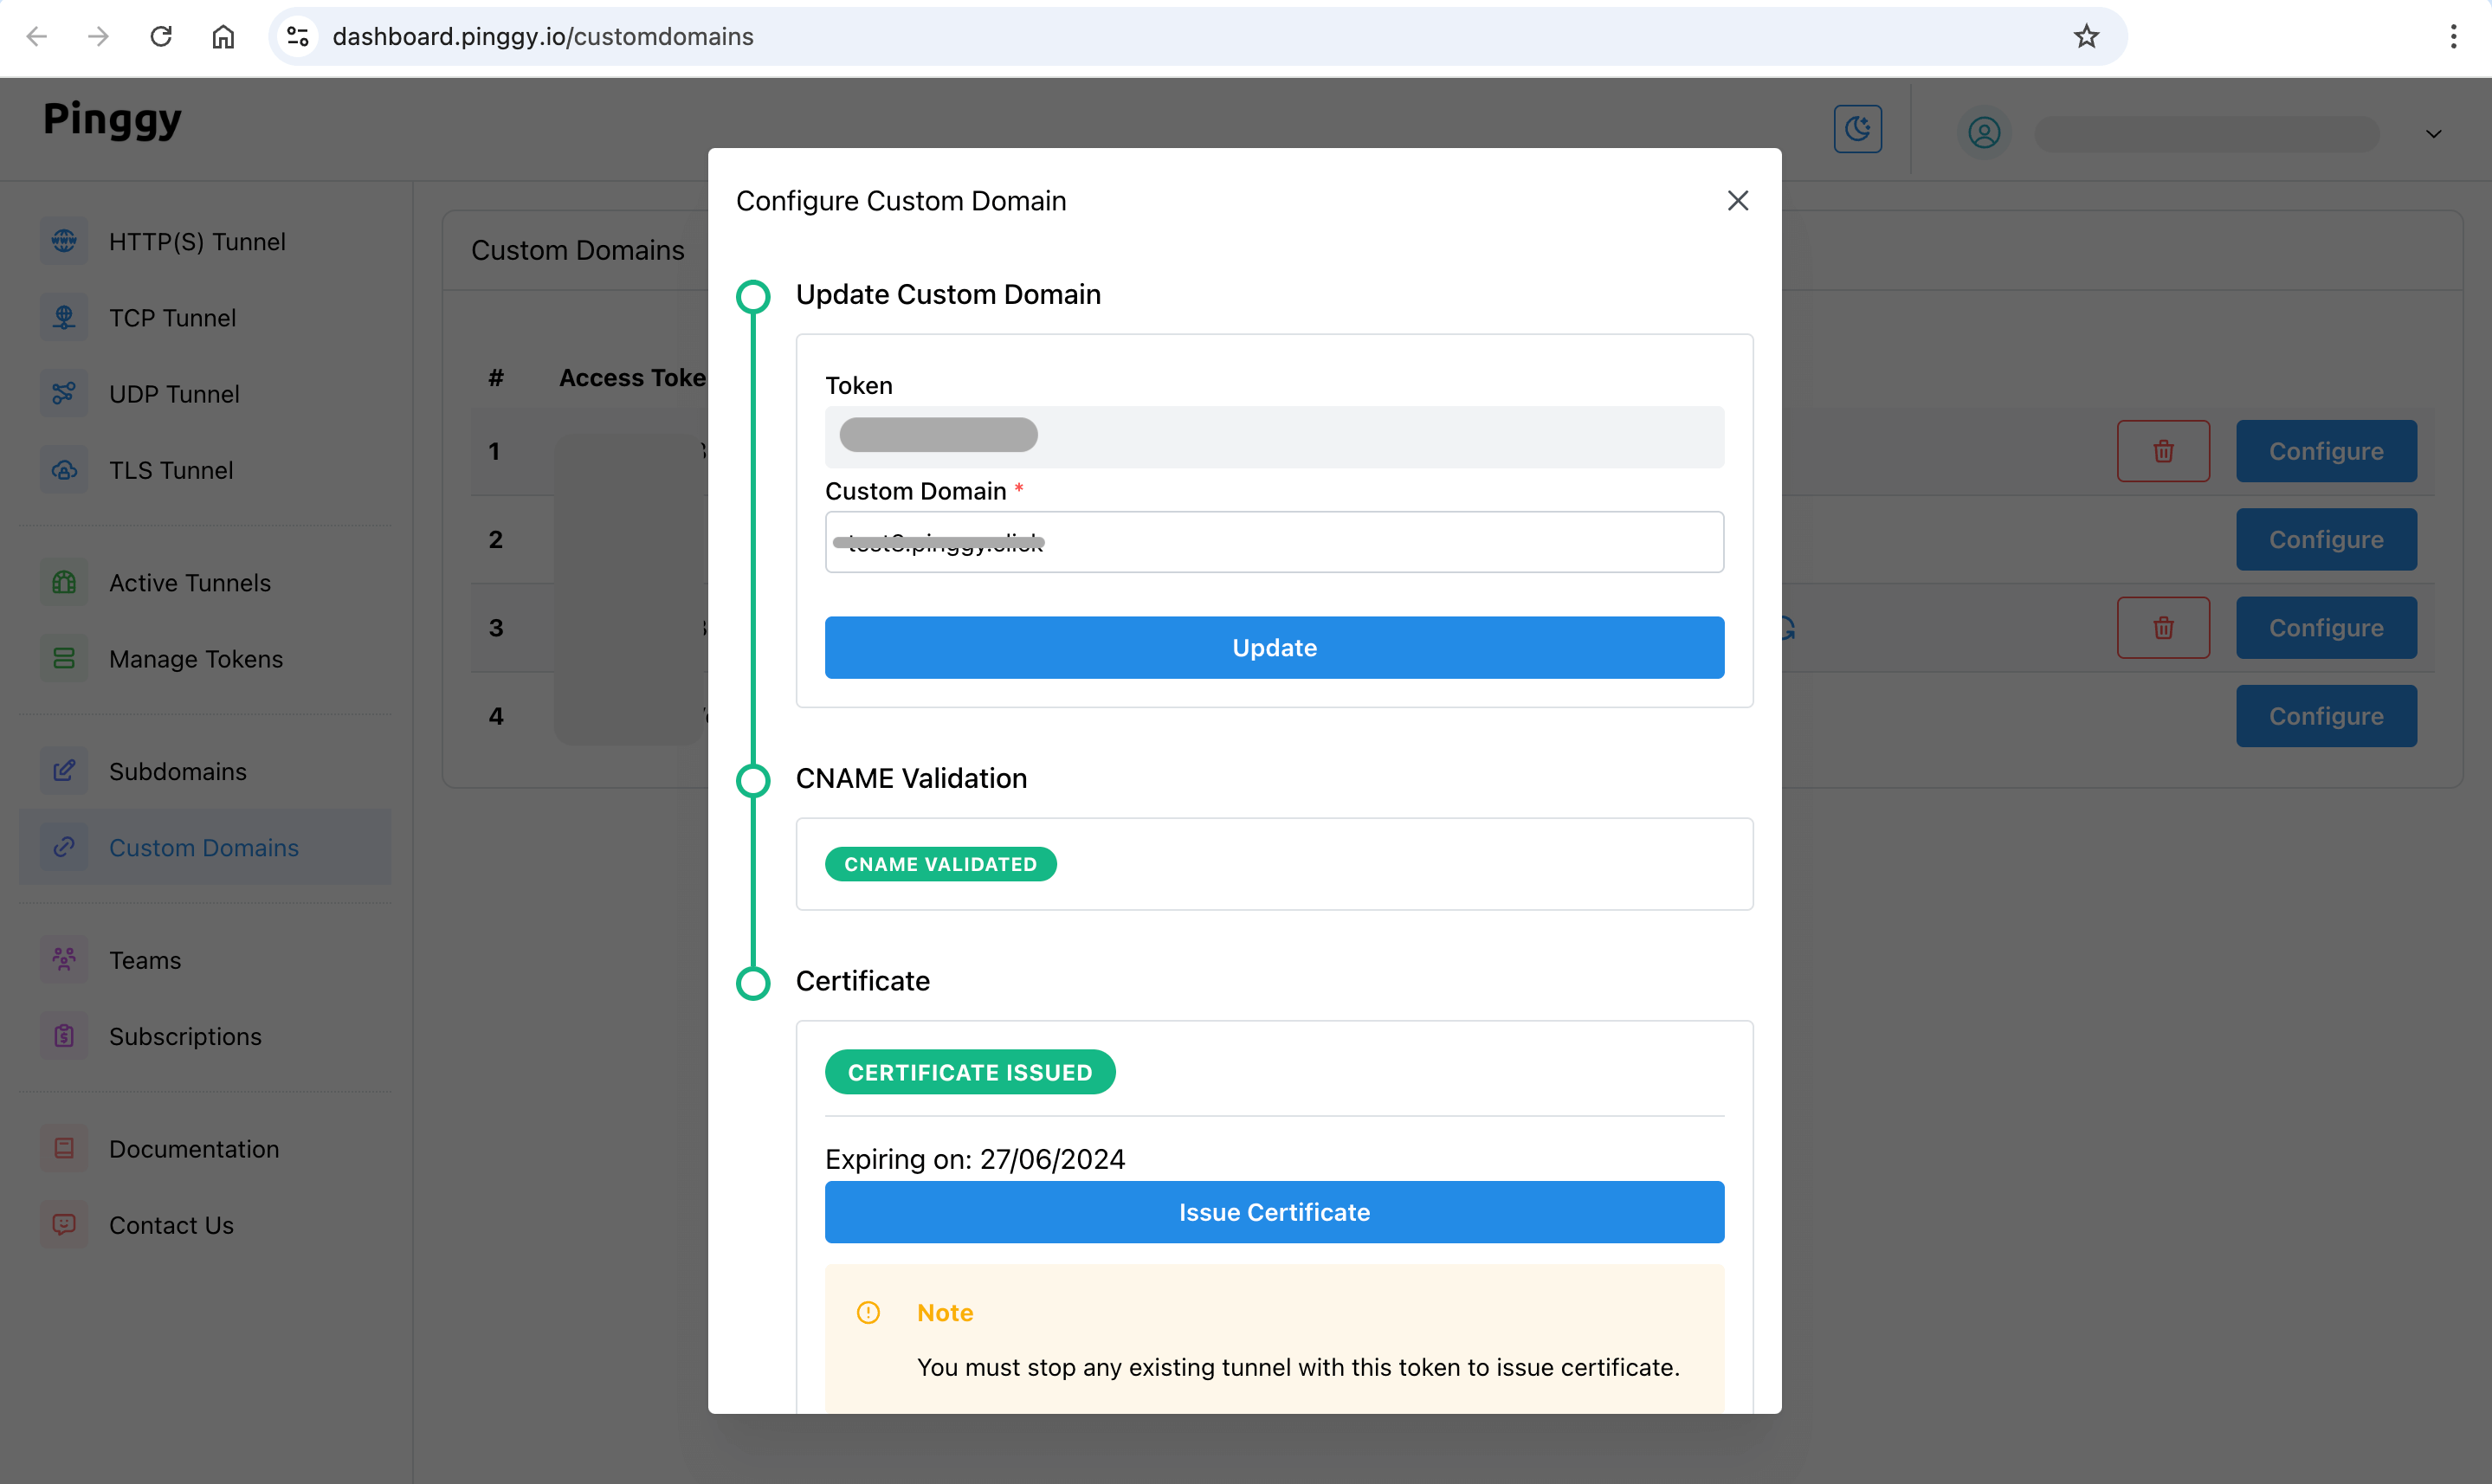 dashboard.pinggy.io/customdomains
Pinggy
HTTP(S) Tunnel
TCP Tunnel
UDP Tunnel
TLS Tunnel
Active Tunnels
Manage Tokens
Subdomains
Custom Domains
Teams
Subscriptions
Documentation
Contact Us
Custom Domains
# Access Toke
1 Configure
2 Configure
3 Configure
4 Configure
Configure Custom Domain
Update Custom Domain
Token
Custom Domain *
Update
CNAME Validation
CNAME VALIDATED
Certificate
CERTIFICATE ISSUED
Expiring on: 27/06/2024
Issue Certificate
Note
You must stop any existing tunnel with this token to issue certificate.